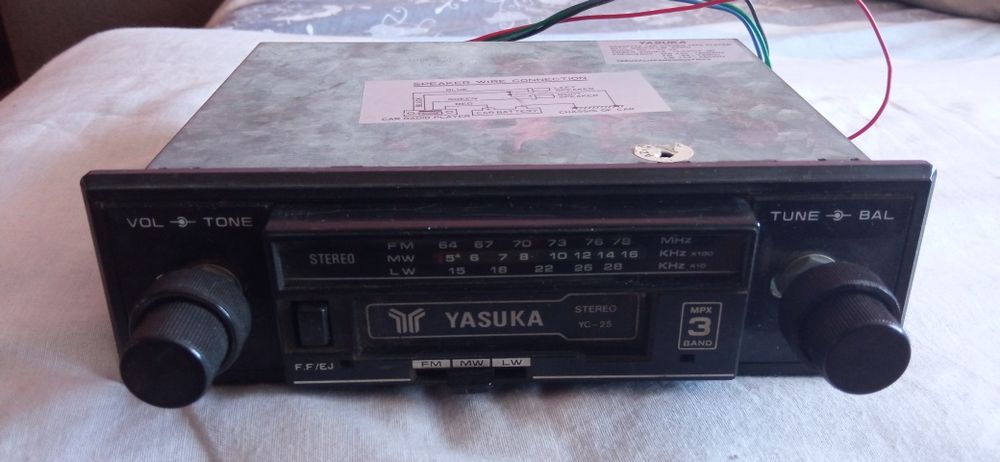 YASUKA
SPEAKER WIRE CONNECTION
BLUE
GREEN
RED
BLACK
SPEAKER
SPEAKER
CAR BATTERY
CHASSIS OF CAR
CAR RADIO PLAYER
VOL TONE
TUNE BAL
STEREO
FM 64 67 70 73 76 78 MHz
MW 5 6 7 8 10 12 14 16 KHz x100
LW 15 18 22 26 28 KHz x10
YASUKA
STEREO
YC-25
MPX
3
BAND
F.F/EJ
FM MW LW